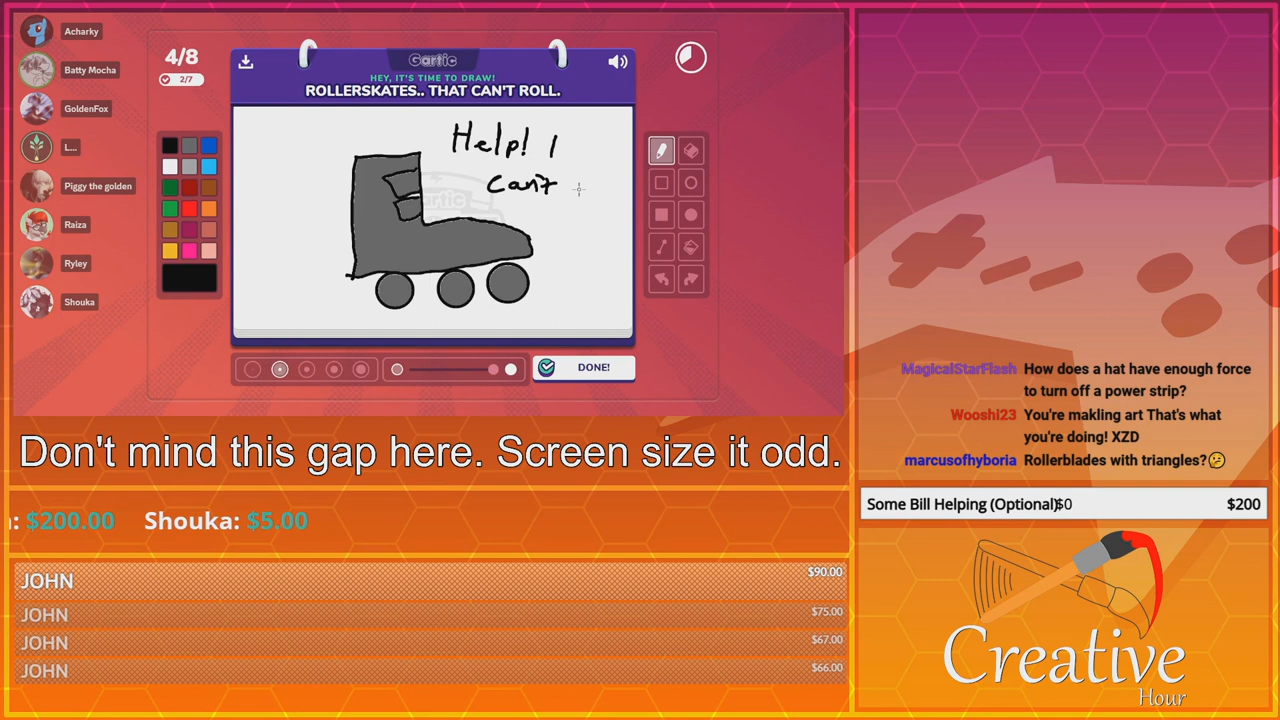 Acharky
Batty Mocha
GoldenFox
L...
Piggy the golden
Raiza
Ryley
Shouka
4/8
2/7
Gartic
HEY, IT'S TIME TO DRAW!
ROLLERSKATES.. THAT CAN'T ROLL.
Help! I
Can't
DONE!
Don't mind this gap here. Screen size it odd.
: $200.00 Shouka: $5.00
JOHN $90.00
JOHN $75.00
JOHN $67.00
JOHN $66.00
MagicalStarFlash How does a hat have enough force
to turn off a power strip?
Wooshi23 You're makling art That's what
you're doing! XZD
marcusofhyboria Rollerblades with triangles?🤔
Some Bill Helping (Optional) $0 $200
Creative
Hour